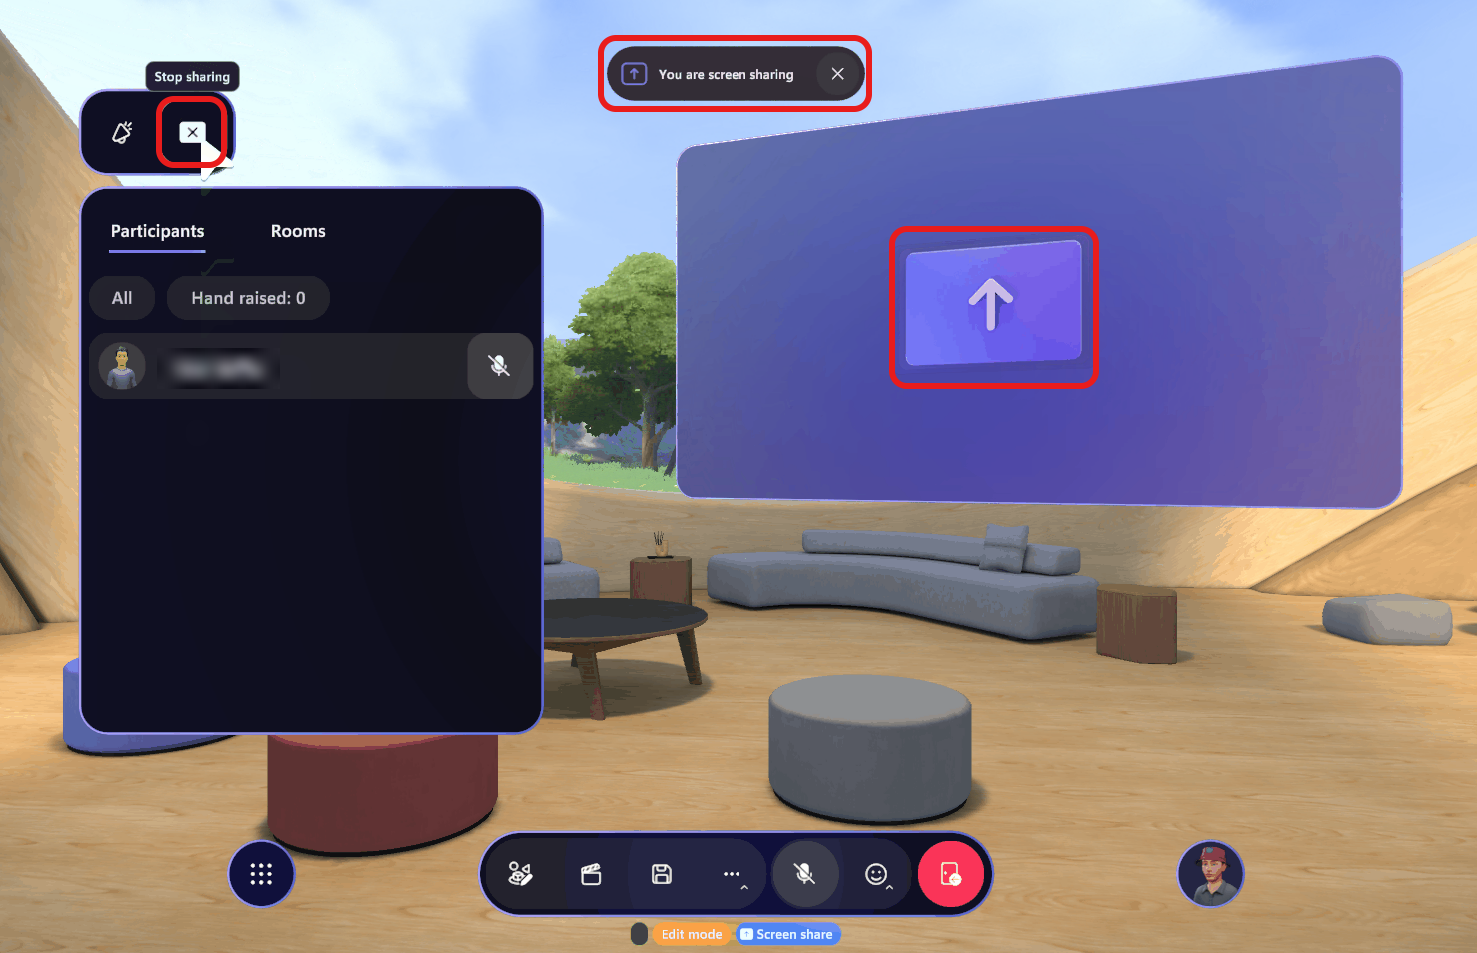 You are screen sharing
Stop sharing
Participants
Rooms
All
Hand raised: 0
Edit mode
Screen share